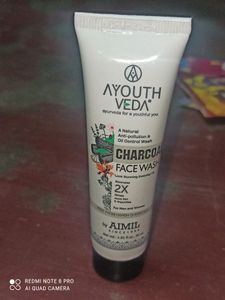 AYOUTH
VEDA
ayurveda for a youthful you
A Natural
Anti-pollution &
Oil Control Wash
CHARCOA
FACE WASH
2X
For Men and Women
by AIMIL
REDMI NOTE 8 PRO
AI QUAD CAMERA